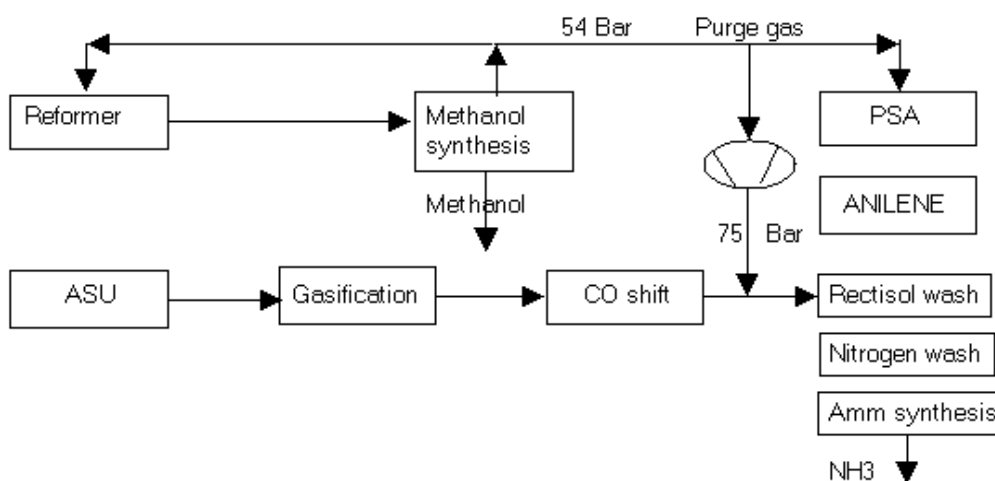 54 Bar Purge gas
Reformer
Methanol
synthesis
PSA
Methanol
ANILENE
75 Bar
ASU
Gasification
CO shift
Rectisol wash
Nitrogen wash
Amm synthesis
NH3